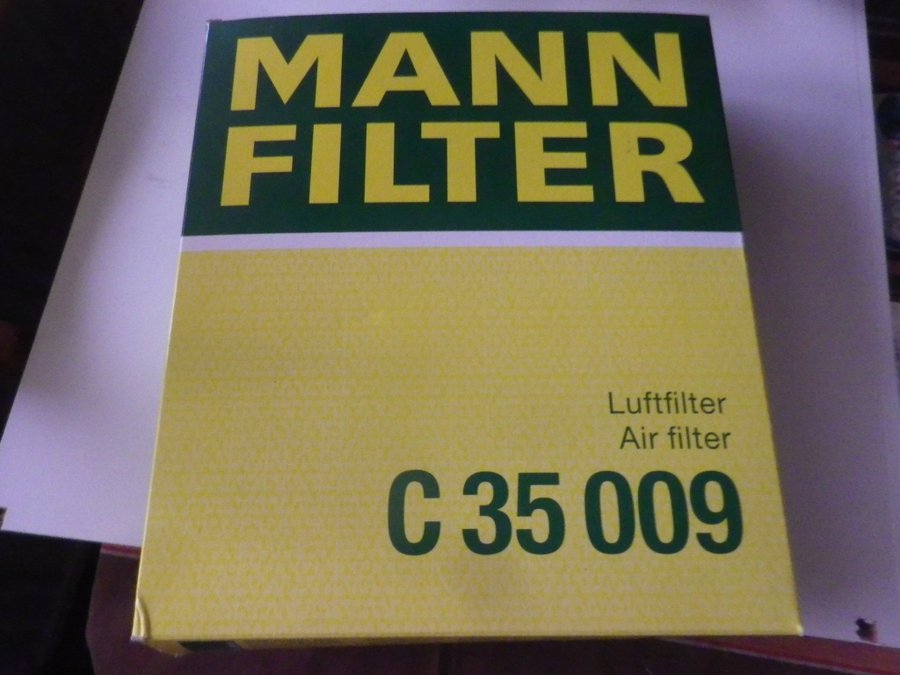 MANN
FILTER
Luftfilter
Air filter
C 35 009